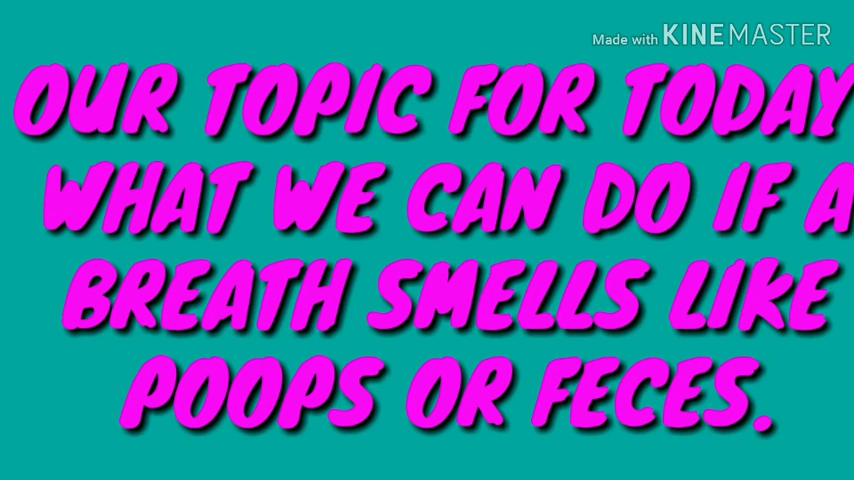 Made with KINEMASTER
OUR TOPIC FOR TODAY
WHAT WE CAN DO IF A
BREATH SMELLS LIKE
POOPS OR FECES.